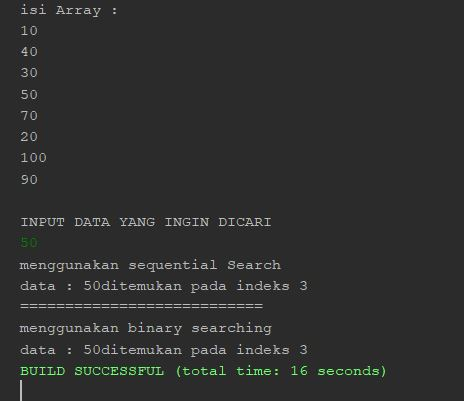 isi Array :
10
40
30
50
70
20
100
90
INPUT DATA YANG INGIN DICARI
50
menggunakan sequential Search
data : 50ditemukan pada indeks 3
===========================
menggunakan binary searching
data : 50ditemukan pada indeks 3
BUILD SUCCESSFUL (total time: 16 seconds)